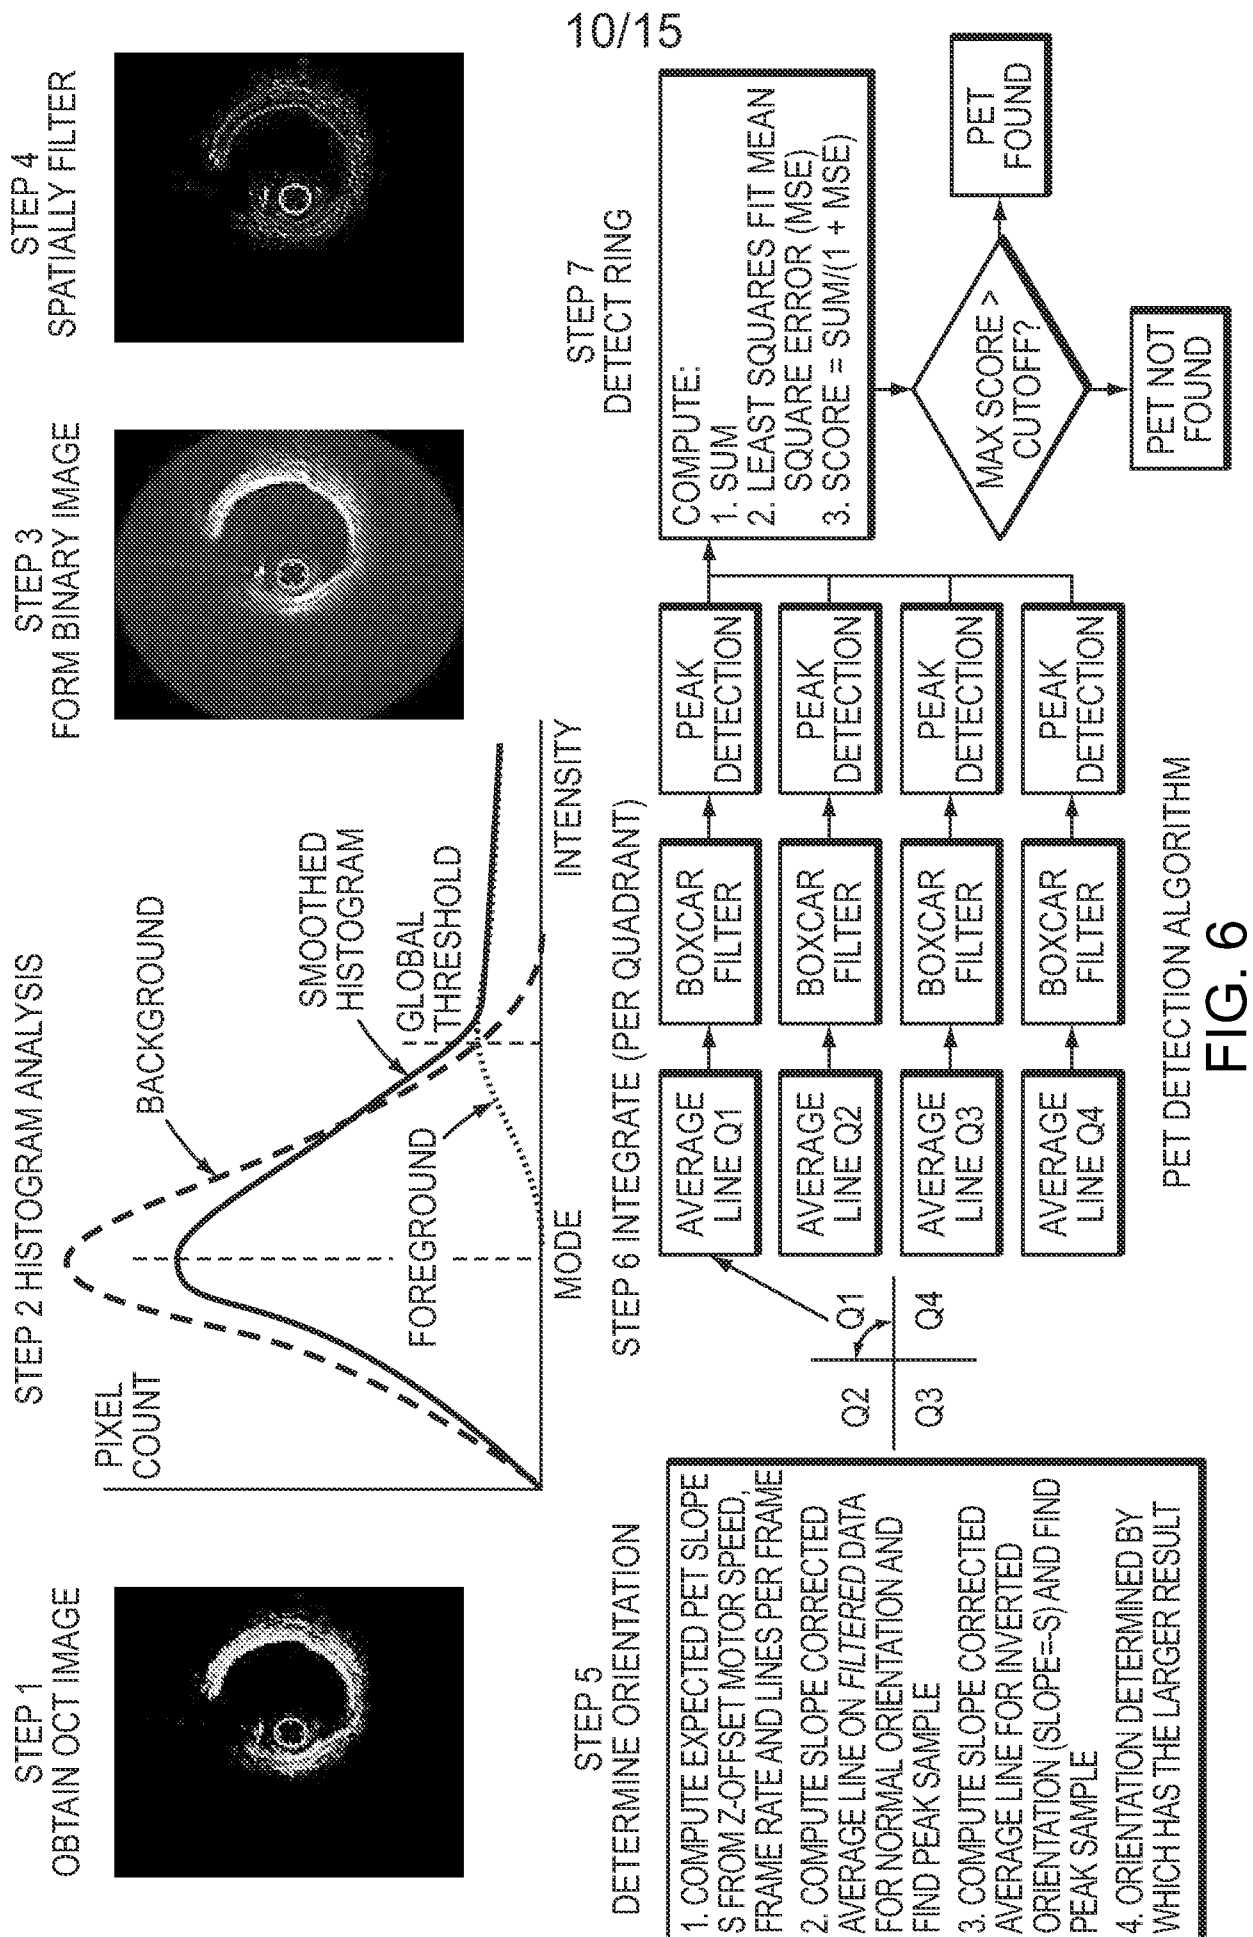 10/15
STEP 1
OBTAIN OCT IMAGE
STEP 2 HISTOGRAM ANALYSIS
PIXEL
COUNT
BACKGROUND
SMOOTHED
HISTOGRAM
GLOBAL
THRESHOLD
FOREGROUND
MODE
INTENSITY
STEP 3
FORM BINARY IMAGE
STEP 4
SPATIALLY FILTER
STEP 5
DETERMINE ORIENTATION
1. COMPUTE EXPECTED PET SLOPE
S FROM Z-OFFSET MOTOR SPEED,
FRAME RATE AND LINES PER FRAME
2. COMPUTE SLOPE CORRECTED
AVERAGE LINE ON FILTERED DATA
FOR NORMAL ORIENTATION AND
FIND PEAK SAMPLE
3. COMPUTE SLOPE CORRECTED
AVERAGE LINE FOR INVERTED
ORIENTATION (SLOPE=-S) AND FIND
PEAK SAMPLE
4. ORIENTATION DETERMINED BY
WHICH HAS THE LARGER RESULT
STEP 6 INTEGRATE (PER QUADRANT)
Q2
Q1
Q3
Q4
AVERAGE
LINE Q1
BOXCAR
FILTER
PEAK
DETECTION
AVERAGE
LINE Q2
BOXCAR
FILTER
PEAK
DETECTION
AVERAGE
LINE Q3
BOXCAR
FILTER
PEAK
DETECTION
AVERAGE
LINE Q4
BOXCAR
FILTER
PEAK
DETECTION
STEP 7
DETECT RING
COMPUTE:
1. SUM
2. LEAST SQUARES FIT MEAN
SQUARE ERROR (MSE)
3. SCORE = SUM/(1 + MSE)
MAX SCORE >
CUTOFF?
PET
FOUND
PET NOT
FOUND
PET DETECTION ALGORITHM
FIG. 6